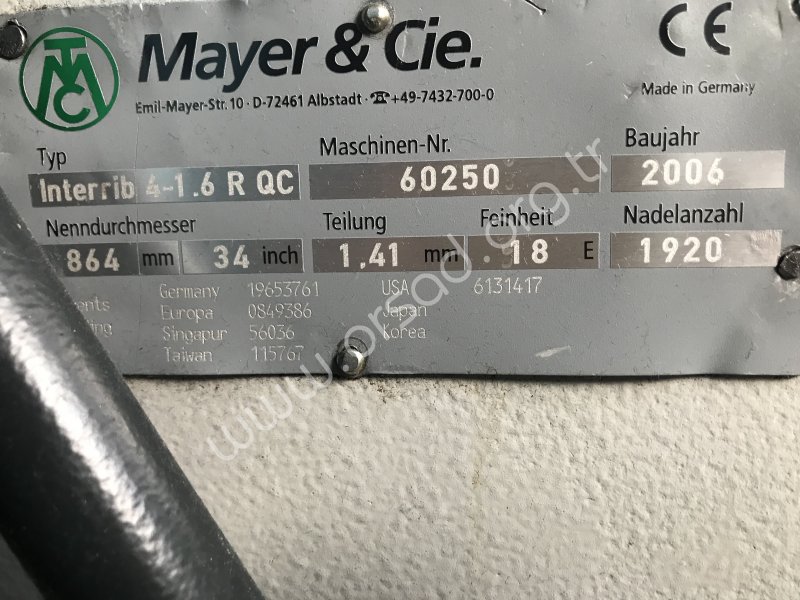 TMC
Mayer & Cie.
CE
Emil-Mayer-Str. 10 · D-72461 Albstadt · ☎+49-7432-700-0
Made in Germany
Typ Maschinen-Nr. Baujahr
Interrib 4-1.6 R QC 60250 2006
Nenndurchmesser Teilung Feinheit Nadelanzahl
864 mm 34 inch 1,41 mm 18 E 1920
Germany 19653761 USA 6131417
Europa 0849386 Japan
Singapur 56036 Korea
Taiwan 115767
www.orsad.org.tr